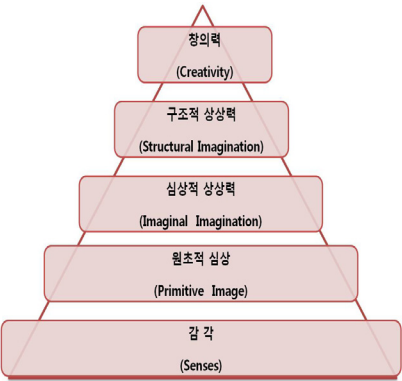 창의력
(Creativity)
구조적 상상력
(Structural Imagination)
심상적 상상력
(Imaginal Imagination)
원초적 심상
(Primitive Image)
감 각
(Senses)